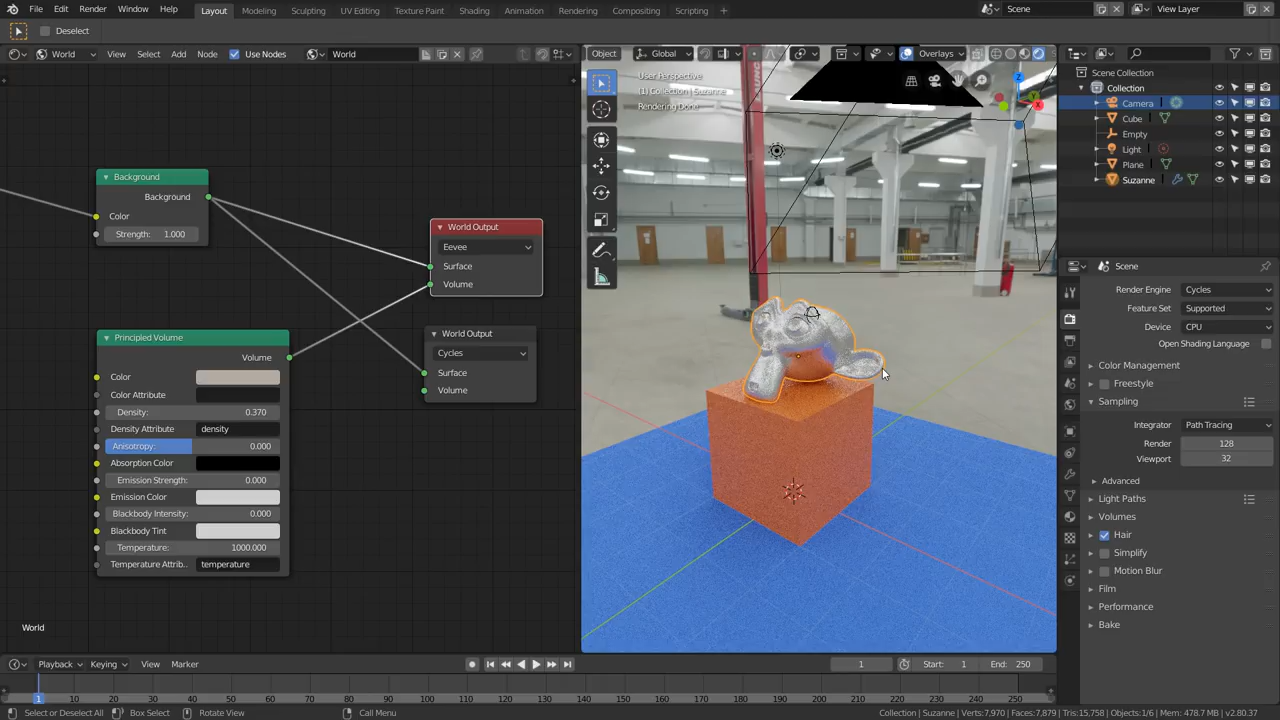 File Edit Render Window Help Layout Modeling Sculpting UV Editing Texture Paint Shading Animation Rendering Compositing Scripting Scene View Layer
Deselect
World View Select Add Node Use Nodes World
Object Global Overlays
User Perspective
(1) Collection | Suzanne
Rendering Done
Scene Collection
Collection
Camera
Cube
Empty
Light
Plane
Suzanne
Background
Background
Color
Strength: 1.000
World Output
Eevee
Surface
Volume
World Output
Cycles
Surface
Volume
Principled Volume
Volume
Color
Color Attribute
Density: 0.370
Density Attribute density
Anisotropy: 0.000
Absorption Color
Emission Strength: 0.000
Emission Color
Blackbody Intensity: 0.000
Blackbody Tint
Temperature: 1000.000
Temperature Attrib.. temperature
World
Z
X
Scene
Render Engine Cycles
Feature Set Supported
Device CPU
Open Shading Language
Color Management
Freestyle
Sampling
Integrator Path Tracing
Render 128
Viewport 32
Advanced
Light Paths
Volumes
Hair
Simplify
Motion Blur
Film
Performance
Bake
Playback Keying View Marker 1 Start: 1 End: 250
1 10 20 30 40 50 60 70 80 90 100 110 120 130 140 150 160 170 180 190 200 210 220 230 240 250
Select or Deselect All Box Select Rotate View Call Menu Collection | Suzanne | Verts:7,970 | Faces:7,879 | Tris:15,758 | Objects:1/6 | Mem: 478.7 MB | v2.80.37